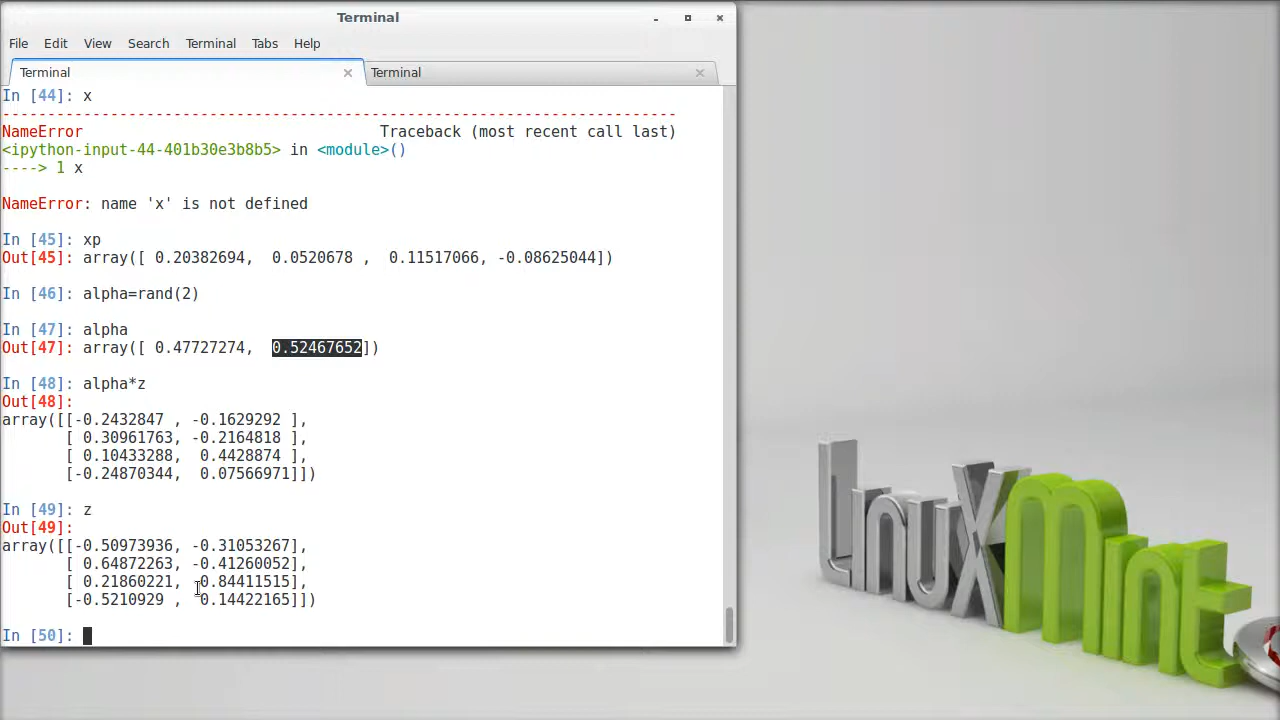 Terminal
File Edit View Search Terminal Tabs Help
Terminal Terminal
In [44]: x
---------------------------------------------------------------------------
NameError Traceback (most recent call last)
<ipython-input-44-401b30e3b8b5> in <module>()
----> 1 x
NameError: name 'x' is not defined
In [45]: xp
Out[45]: array([ 0.20382694, 0.0520678 , 0.11517066, -0.08625044])
In [46]: alpha=rand(2)
In [47]: alpha
Out[47]: array([ 0.47727274, 0.52467652])
In [48]: alpha*z
Out[48]:
array([[-0.2432847 , -0.1629292 ],
[ 0.30961763, -0.2164818 ],
[ 0.10433288, 0.4428874 ],
[-0.24870344, 0.07566971]])
In [49]: z
Out[49]:
array([[-0.50973936, -0.31053267],
[ 0.64872263, -0.41260052],
[ 0.21860221, 0.84411515],
[-0.5210929 , 0.14422165]])
In [50]:
LinuxMint